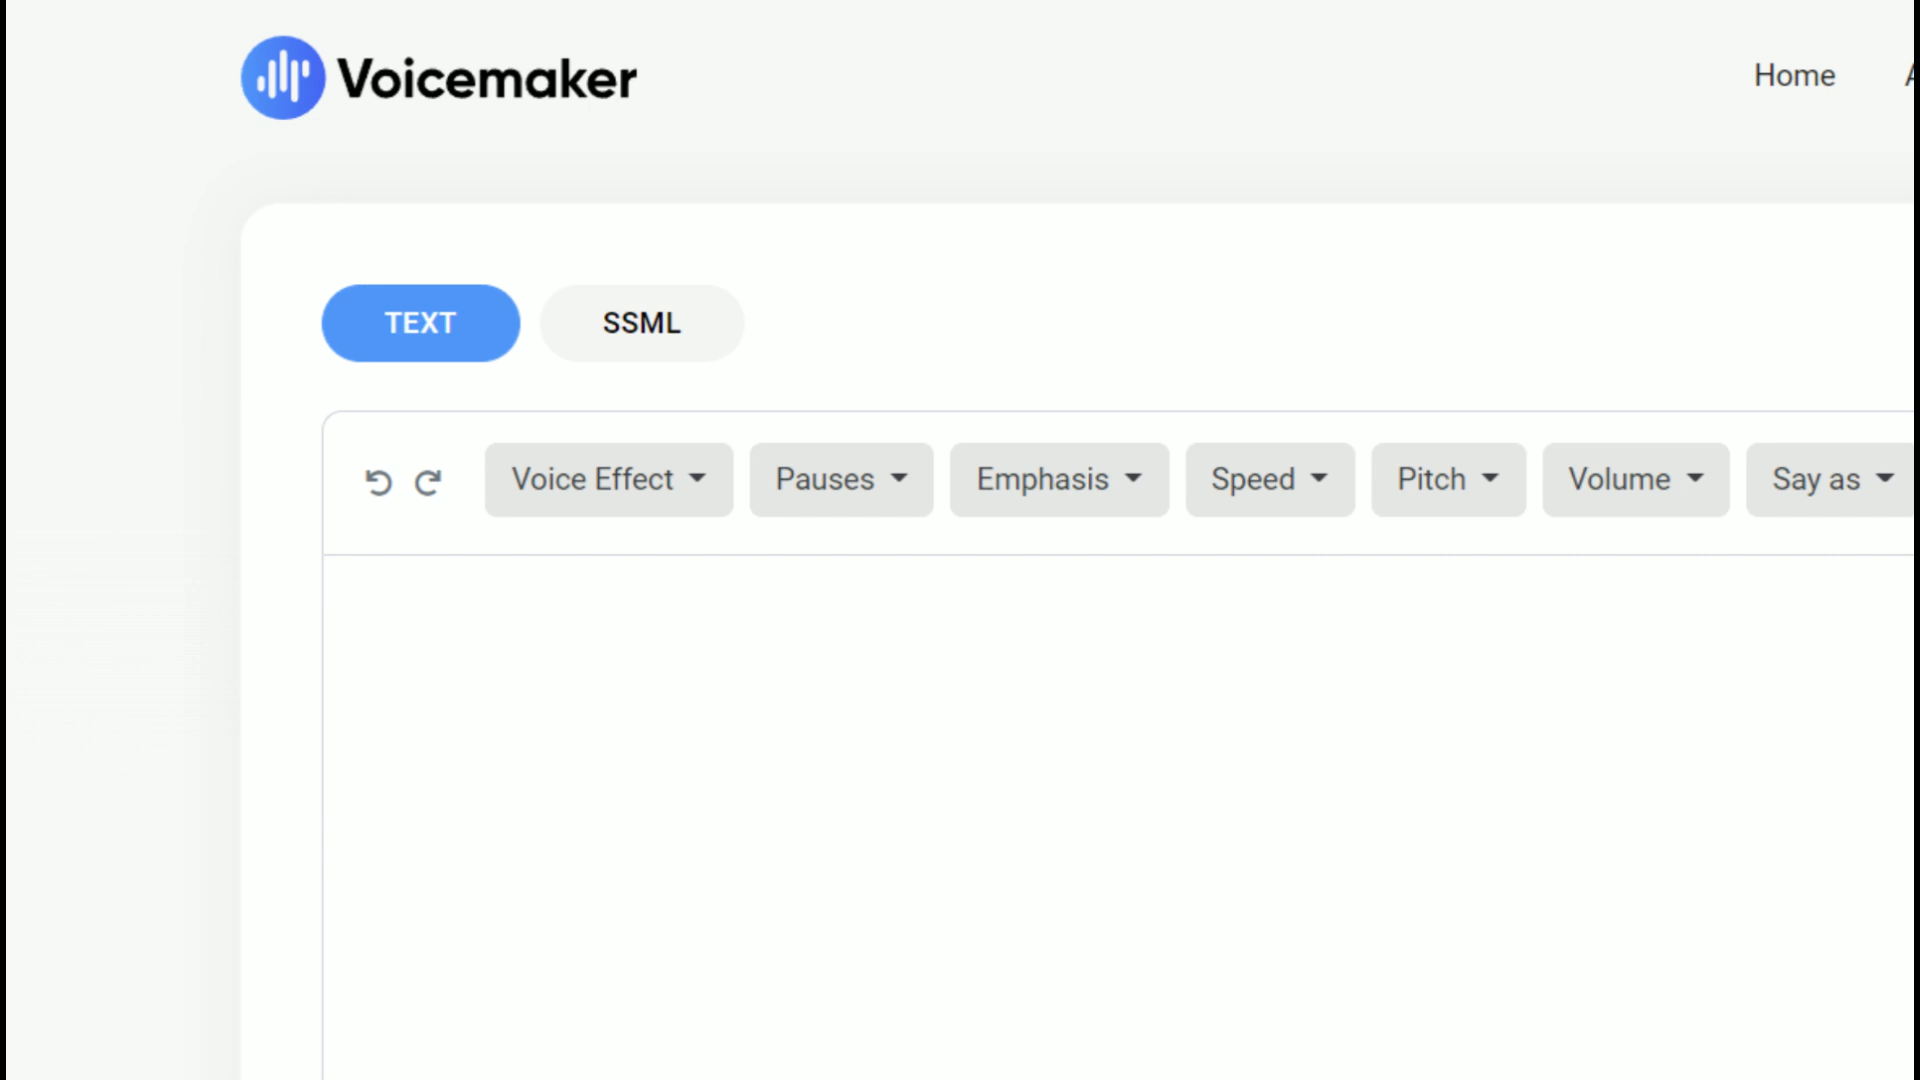 Voicemaker
Home
TEXT SSML
Voice Effect Pauses Emphasis Speed Pitch Volume Say as